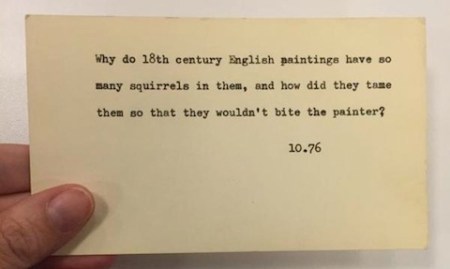 Why do 18th century English paintings have so
many squirrels in them, and how did they tame
them so that they wouldn't bite the painter?
10.76